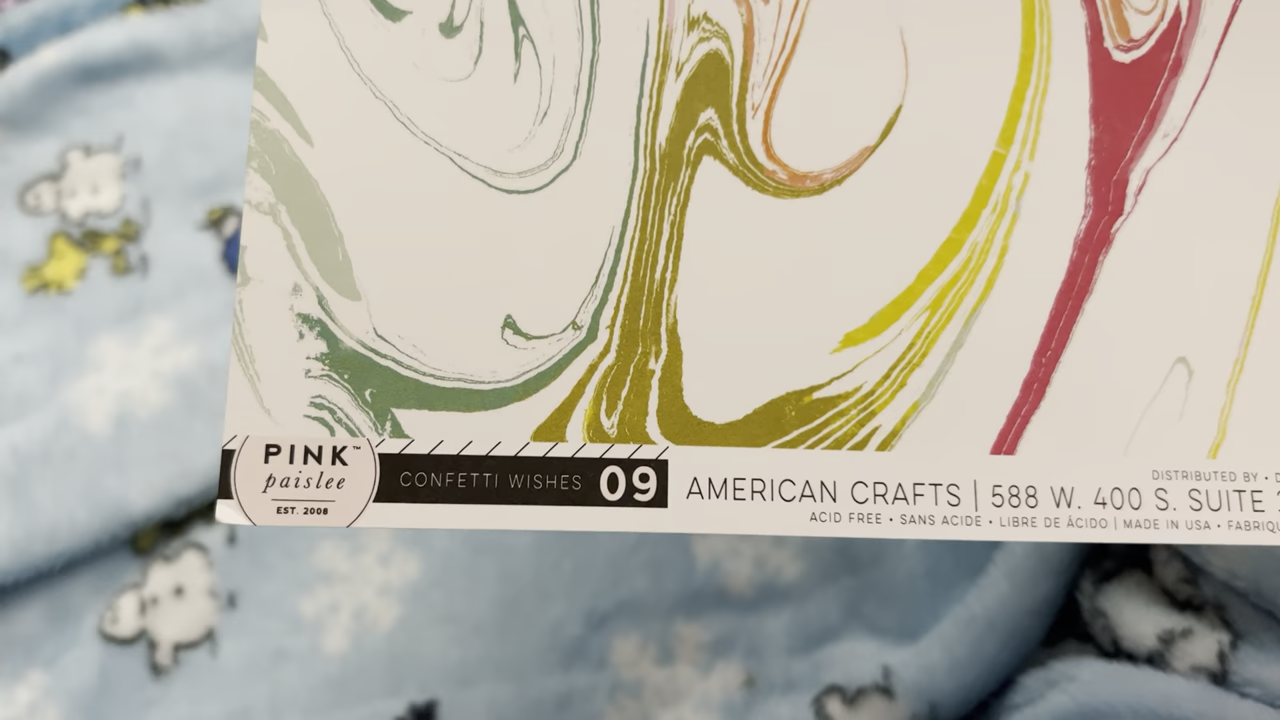 PINK™
paislee
EST. 2008
CONFETTI WISHES 09
DISTRIBUTED BY •
AMERICAN CRAFTS | 588 W. 400 S. SUITE
ACID FREE • SANS ACIDE • LIBRE DE ÁCIDO | MADE IN USA •